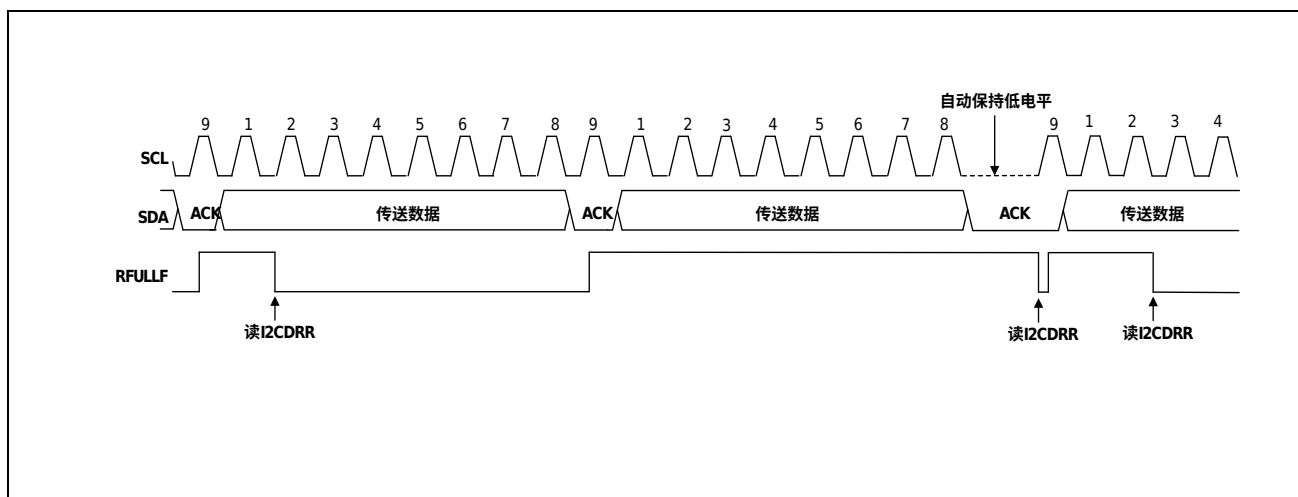 自动保持低电平
9 1 2 3 4 5 6 7 8 9 1 2 3 4 5 6 7 8 9 1 2 3 4
SCL
SDA ACK 传送数据 ACK 传送数据 ACK 传送数据
RFULLF
读I2CDRR 读I2CDRR 读I2CDRR